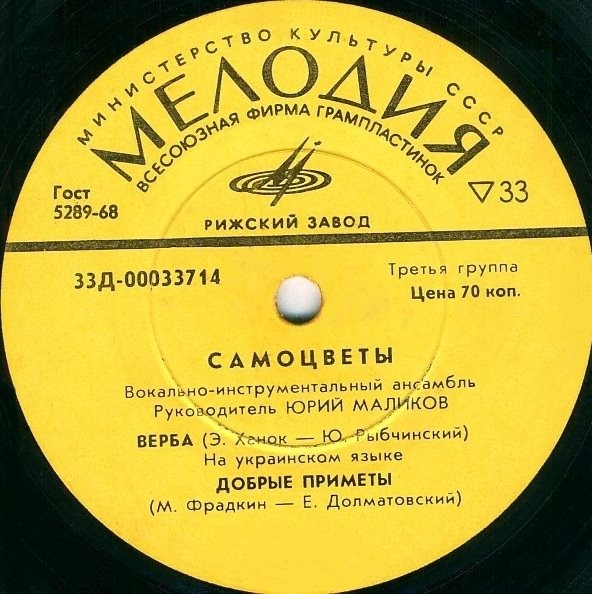 МИНИСТЕРСТВО КУЛЬТУРЫ СССР
МЕЛОДИЯ
ВСЕСОЮЗНАЯ ФИРМА ГРАМПЛАСТИНОК
Гост
5289-68
▽33
РИЖСКИЙ ЗАВОД
33Д-00033714
Третья группа
Цена 70 коп.
САМОЦВЕТЫ
Вокально-инструментальный ансамбль
Руководитель ЮРИЙ МАЛИКОВ
ВЕРБА (Э. Ханок — Ю. Рыбчинский)
На украинском языке
ДОБРЫЕ ПРИМЕТЫ
(М. Фрадкин — Е. Долматовский)